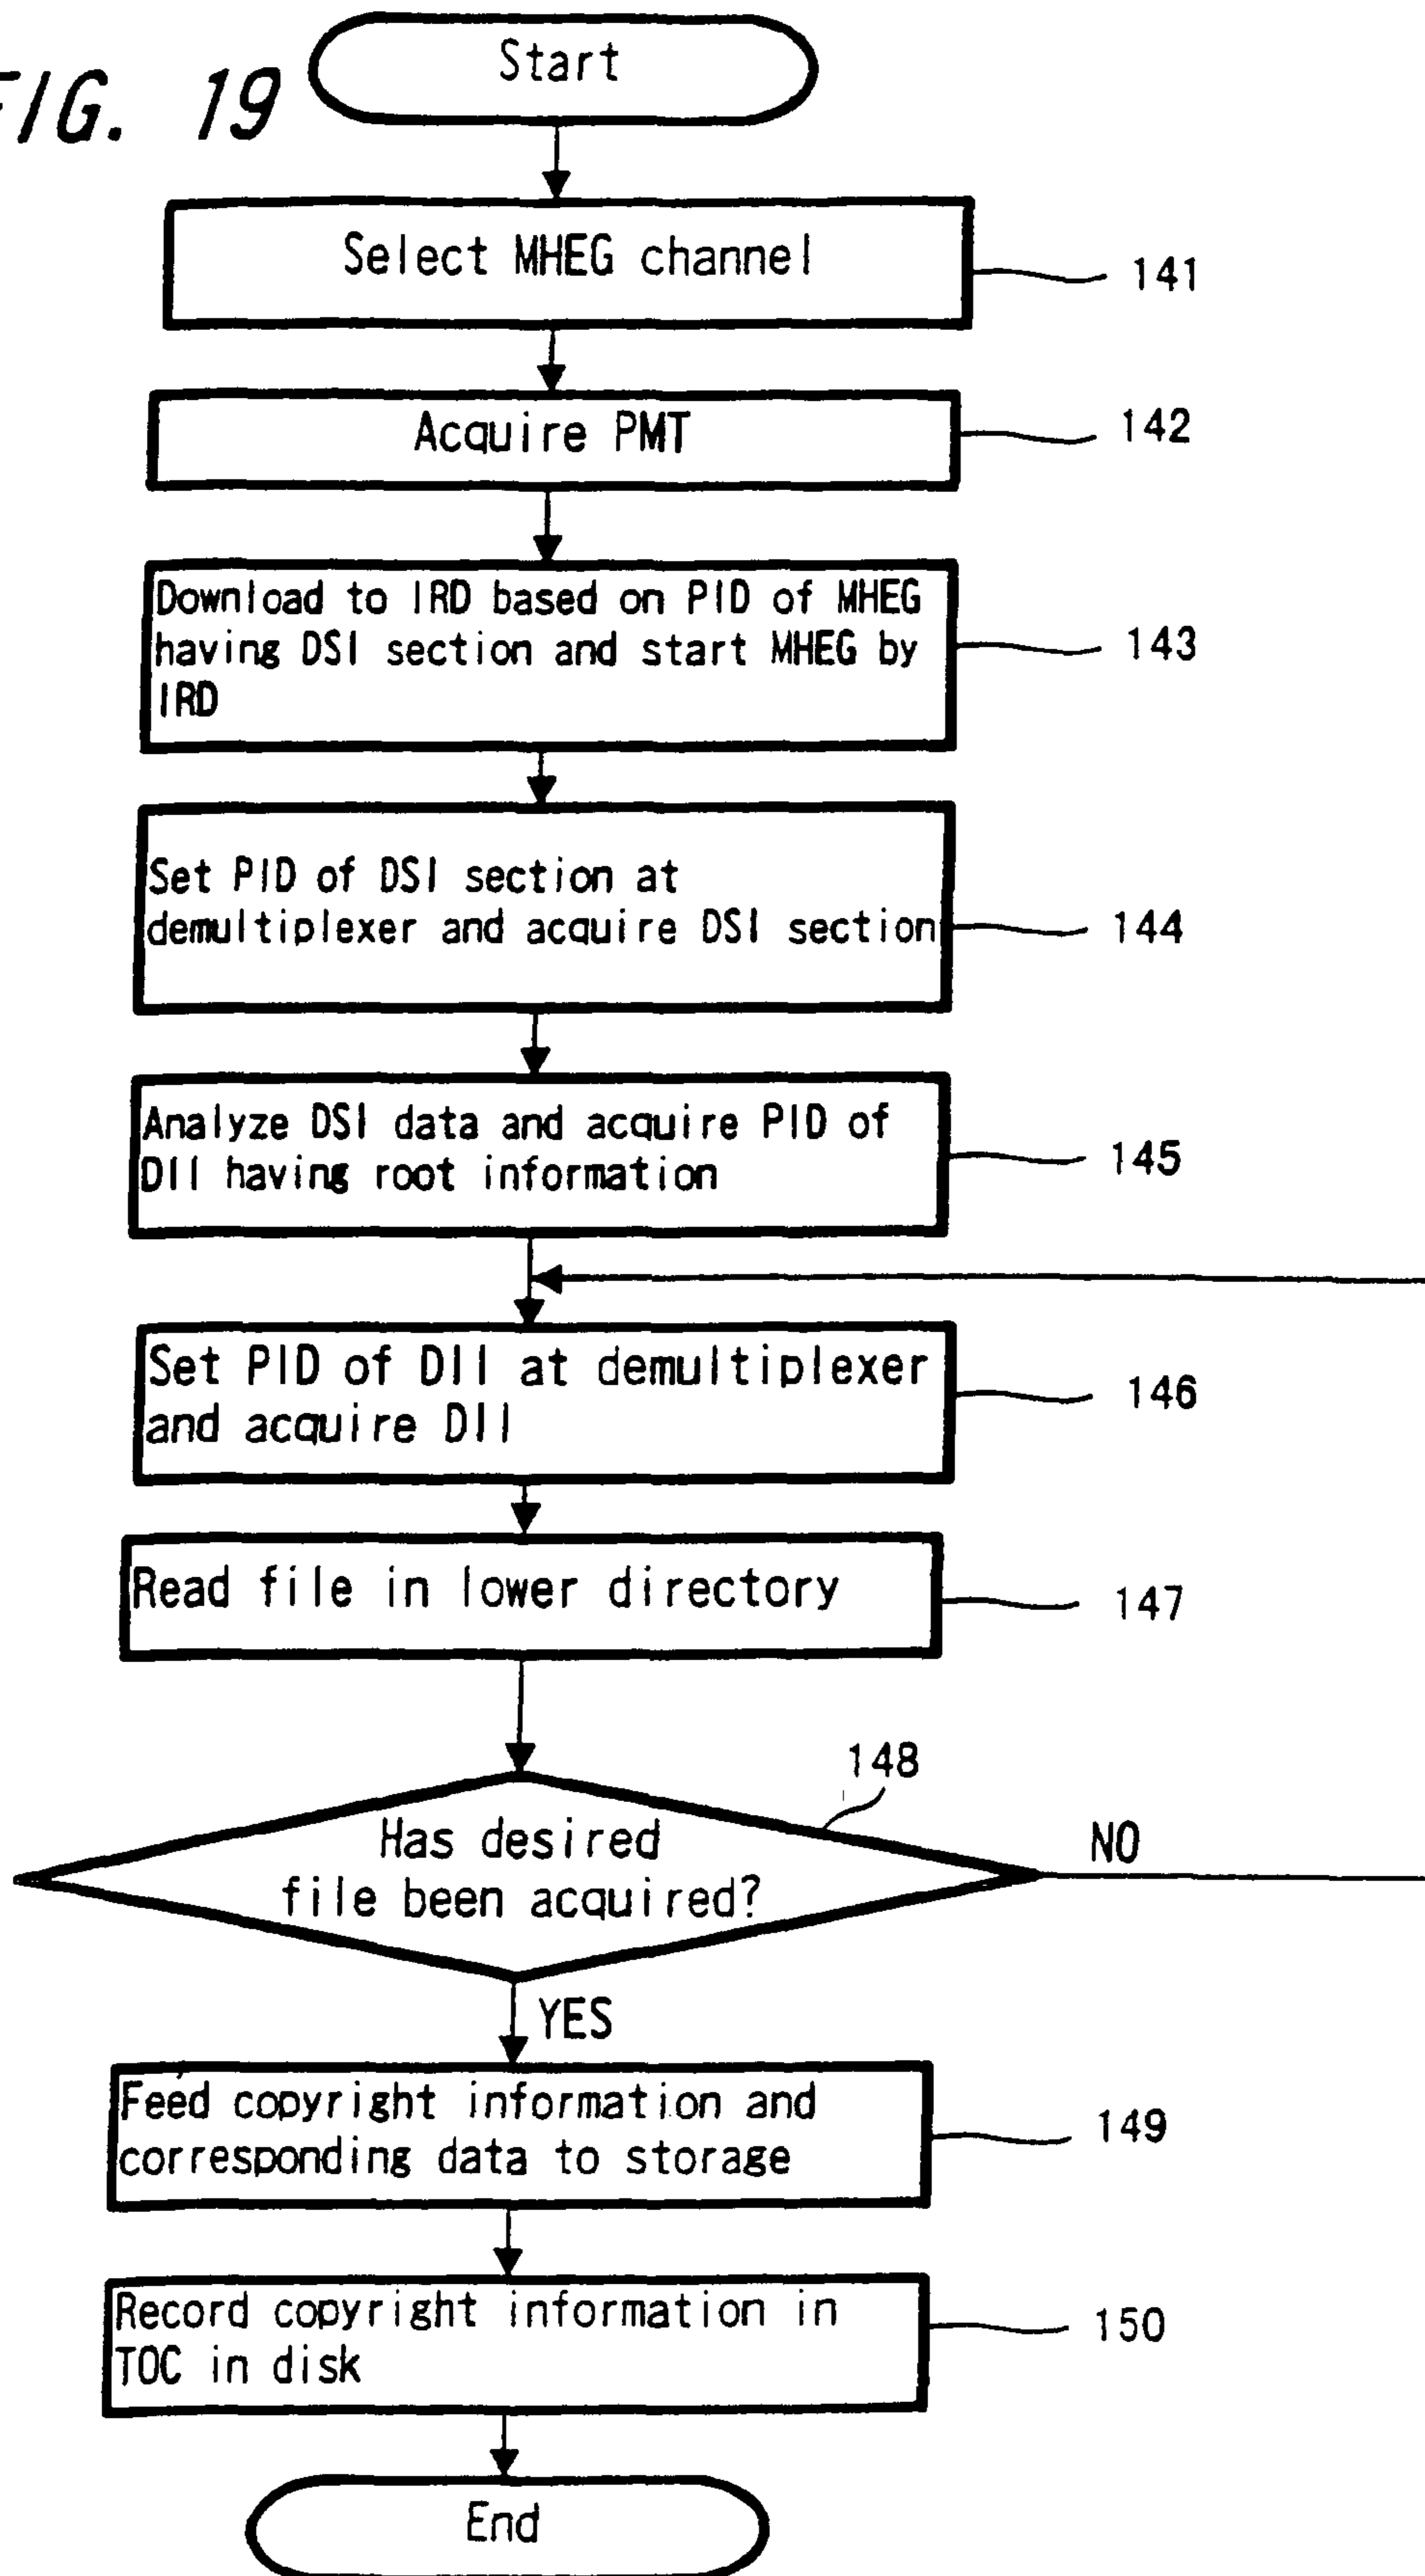 FIG. 19
Start
Select MHEG channel
141
Acquire PMT
142
Download to IRD based on PID of MHEG
having DSI section and start MHEG by
IRD
143
Set PID of DSI section at
demultiplexer and acquire DSI section
144
Analyze DSI data and acquire PID of
DII having root information
145
Set PID of DII at demultiplexer
and acquire DII
146
Read file in lower directory
147
148
Has desired
file been acquired?
NO
YES
Feed copyright information and
corresponding data to storage
149
Record copyright information in
TOC in disk
150
End